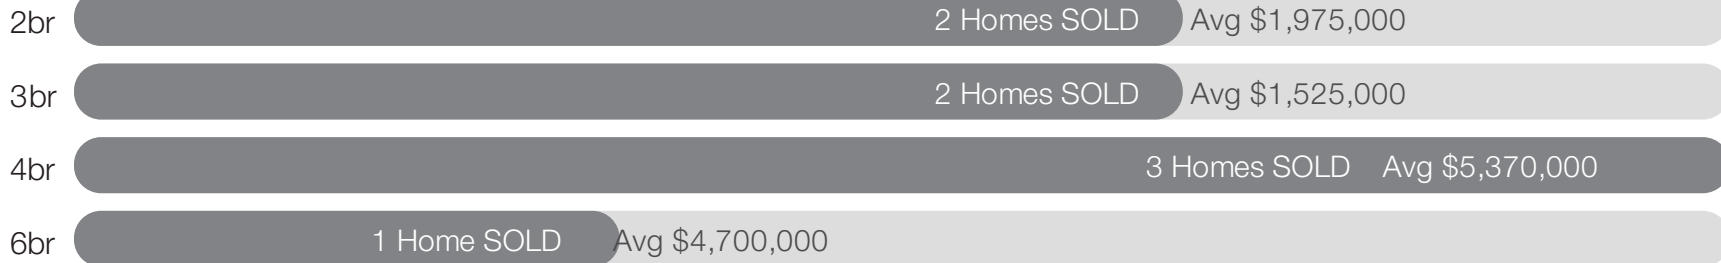 2br 2 Homes SOLD Avg $1,975,000
3br 2 Homes SOLD Avg $1,525,000
4br 3 Homes SOLD Avg $5,370,000
6br 1 Home SOLD Avg $4,700,000